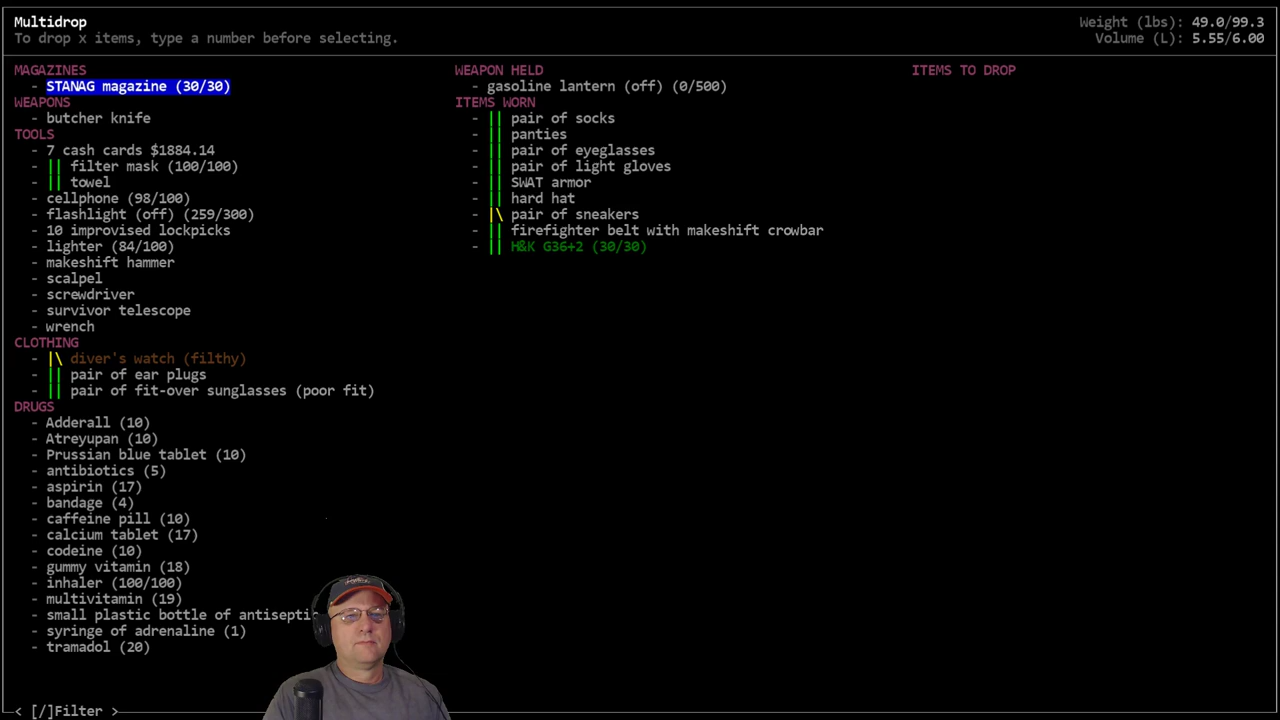 Multidrop
To drop x items, type a number before selecting.
Weight (lbs): 49.0/99.3
Volume (L): 5.55/6.00
MAGAZINES
- STANAG magazine (30/30)
WEAPONS
- butcher knife
TOOLS
- 7 cash cards $1884.14
- || filter mask (100/100)
- || towel
- cellphone (98/100)
- flashlight (off) (259/300)
- 10 improvised lockpicks
- lighter (84/100)
- makeshift hammer
- scalpel
- screwdriver
- survivor telescope
- wrench
CLOTHING
- |\ diver's watch (filthy)
- || pair of ear plugs
- || pair of fit-over sunglasses (poor fit)
DRUGS
- Adderall (10)
- Atreyupan (10)
- Prussian blue tablet (10)
- antibiotics (5)
- aspirin (17)
- bandage (4)
- caffeine pill (10)
- calcium tablet (17)
- codeine (10)
- gummy vitamin (18)
- inhaler (100/100)
- multivitamin (19)
- small plastic bottle of antiseptic
- syringe of adrenaline (1)
- tramadol (20)
WEAPON HELD
- gasoline lantern (off) (0/500)
ITEMS WORN
- || pair of socks
- || panties
- || pair of eyeglasses
- || pair of light gloves
- || SWAT armor
- || hard hat
- |\ pair of sneakers
- || firefighter belt with makeshift crowbar
- || H&K G36+2 (30/30)
ITEMS TO DROP
< [/]Filter >